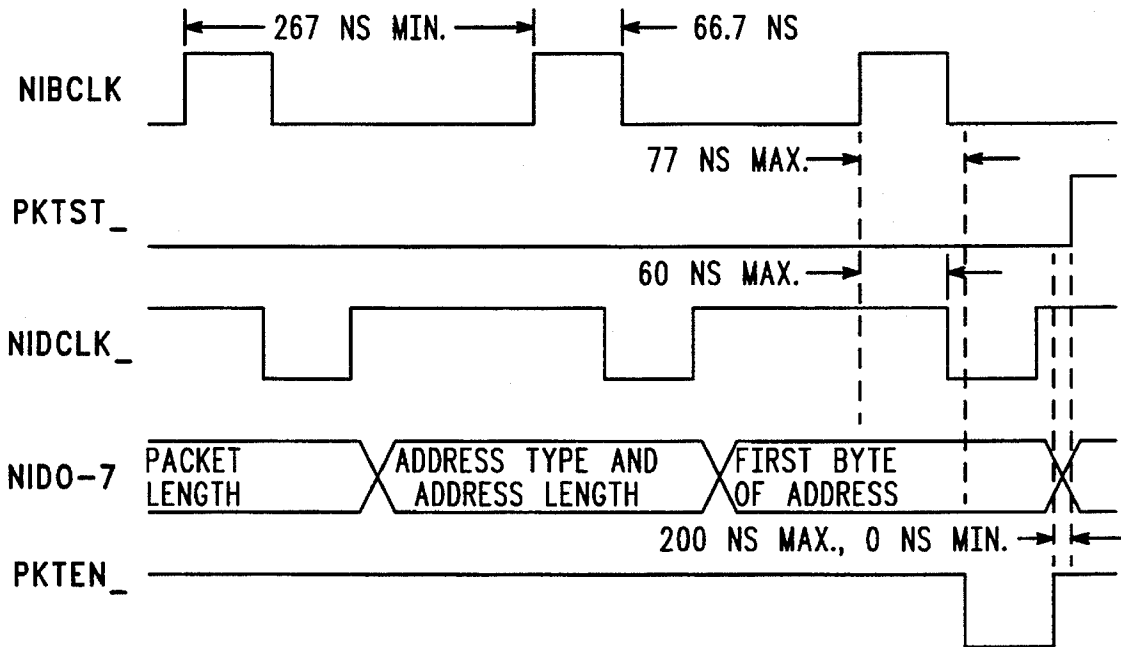 267 NS MIN.
66.7 NS
NIBCLK
77 NS MAX.
PKTST_
60 NS MAX.
NIDCLK_
NIDO-7
PACKET
LENGTH
ADDRESS TYPE AND
ADDRESS LENGTH
FIRST BYTE
OF ADDRESS
200 NS MAX., 0 NS MIN.
PKTEN_